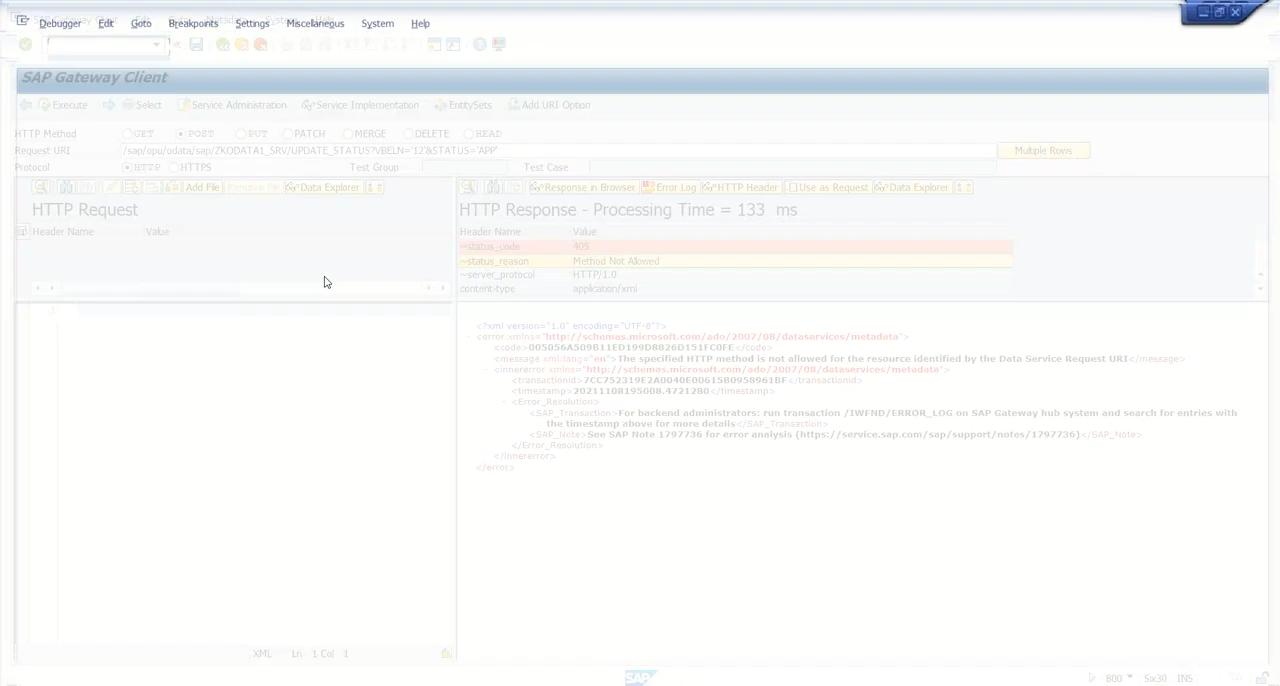 Debugger Edit Goto Breakpoints Settings Miscellaneous System Help
SAP Gateway Client
Execute Select Service Administration Service Implementation EntitySets Add URI Option
HTTP Method GET POST PUT PATCH MERGE DELETE HEAD
Request URI /sap/opu/odata/sap/ZKODATA1_SRV/UPDATE_STATUS?VBELN='12'&STATUS='APP' Multiple Rows
Protocol HTTP HTTPS Test Group Test Case
Add File Data Explorer
Response in Browser Error Log HTTP Header Use as Request Data Explorer
HTTP Request
HTTP Response - Processing Time = 133 ms
Header Name Value
Header Name Value
~status_code 405
~status_reason Method Not Allowed
~server_protocol HTTP/1.0
content-type application/xml
1
<?xml version="1.0" encoding="UTF-8"?>
- <error xmlns="http://schemas.microsoft.com/ado/2007/08/dataservices/metadata">
<code>005056A509B11ED199D8826D151FC0FE</code>
<message xml:lang="en">The specified HTTP method is not allowed for the resource identified by the Data Service Request URI</message>
- <innererror xmlns="http://schemas.microsoft.com/ado/2007/08/dataservices/metadata">
<transactionid>7CC752319E2A0040E00615B0958961BF</transactionid>
<timestamp>20211108195008.4721280</timestamp>
- <Error_Resolution>
<SAP_Transaction>For backend administrators: run transaction /IWFND/ERROR_LOG on SAP Gateway hub system and search for entries with
the timestamp above for more details</SAP_Transaction>
<SAP_Note>See SAP Note 1797736 for error analysis (https://service.sap.com/sap/support/notes/1797736)</SAP_Note>
</Error_Resolution>
</innererror>
</error>
XML Ln 1 Col 1
SAP 800 Sx30 INS